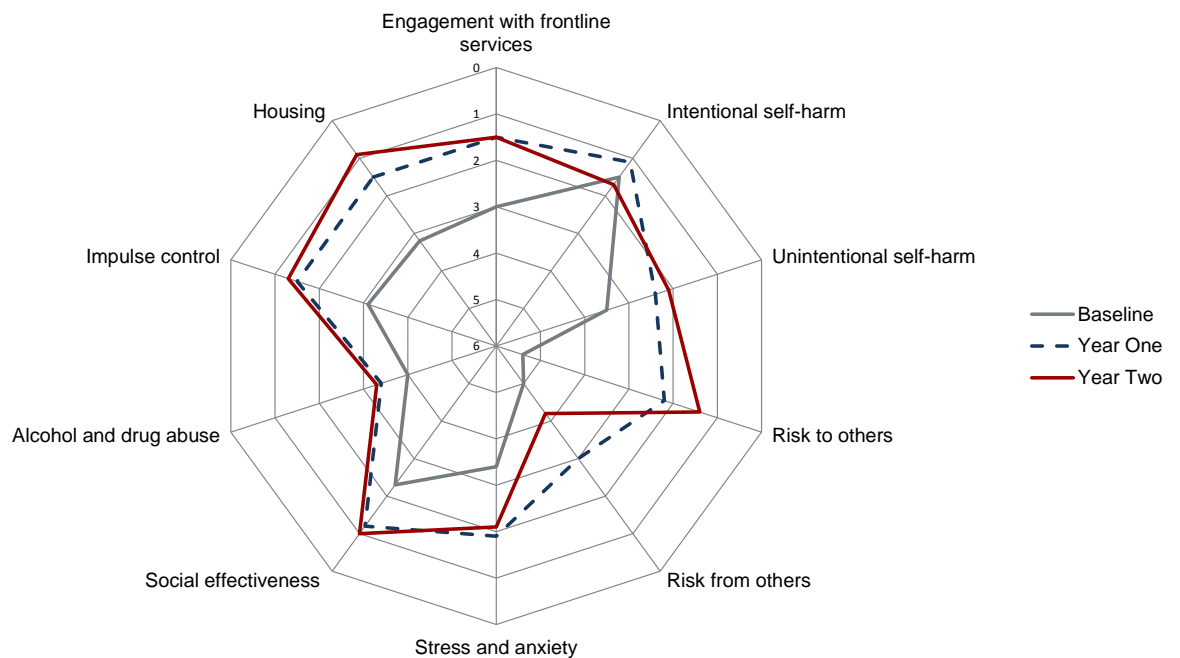 Engagement with frontline
services
0
Housing
Intentional self-harm
1
2
3
Impulse control
Unintentional self-harm
4
5
Baseline
6
Year One
Year Two
Alcohol and drug abuse
Risk to others
Social effectiveness
Risk from others
Stress and anxiety